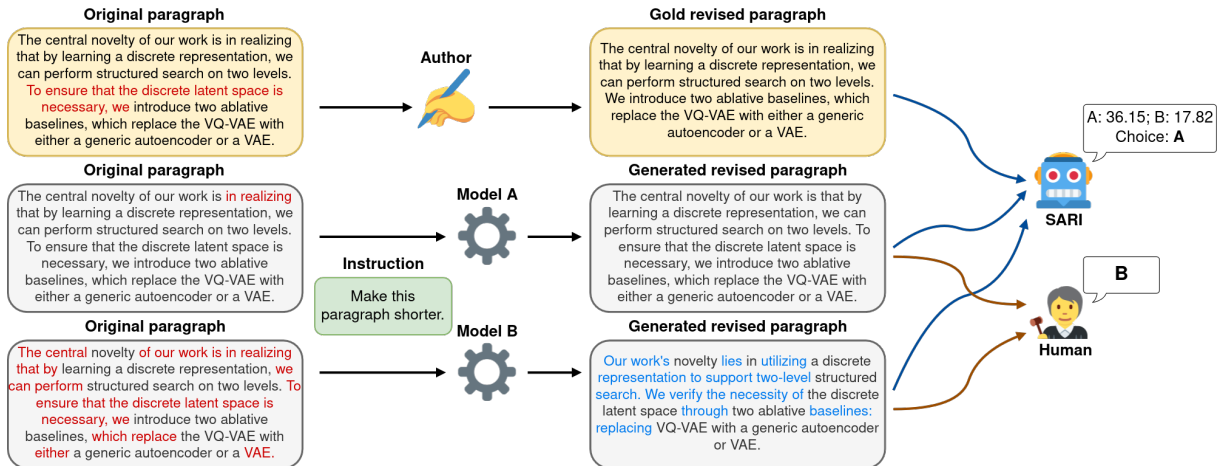 Original paragraph
The central novelty of our work is in realizing
that by learning a discrete representation, we
can perform structured search on two levels.
To ensure that the discrete latent space is
necessary, we introduce two ablative
baselines, which replace the VQ-VAE with
either a generic autoencoder or a VAE.
Author
Gold revised paragraph
The central novelty of our work is in realizing
that by learning a discrete representation, we
can perform structured search on two levels.
We introduce two ablative baselines, which
replace the VQ-VAE with either a generic
autoencoder or a VAE.
Original paragraph
The central novelty of our work is in realizing
that by learning a discrete representation, we
can perform structured search on two levels.
To ensure that the discrete latent space is
necessary, we introduce two ablative
baselines, which replace the VQ-VAE with
either a generic autoencoder or a VAE.
Model A
Generated revised paragraph
The central novelty of our work is that by
learning a discrete representation, we can
perform structured search on two levels. To
ensure that the discrete latent space is
necessary, we introduce two ablative
baselines, which replace the VQ-VAE with
either a generic autoencoder or a VAE.
Instruction
Make this
paragraph shorter.
Original paragraph
The central novelty of our work is in realizing
that by learning a discrete representation, we
can perform structured search on two levels. To
ensure that the discrete latent space is
necessary, we introduce two ablative
baselines, which replace the VQ-VAE with
either a generic autoencoder or a VAE.
Model B
Generated revised paragraph
Our work's novelty lies in utilizing a discrete
representation to support two-level structured
search. We verify the necessity of the discrete
latent space through two ablative baselines:
replacing VQ-VAE with a generic autoencoder
or VAE.
A: 36.15; B: 17.82
Choice: A
SARI
B
Human